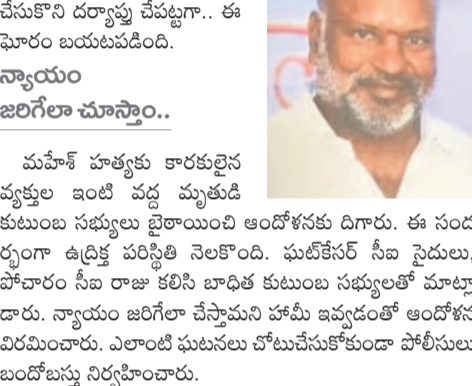 చేసుకొని దర్యాప్తు చేపట్టగా.. ఈ
ఘోరం బయటపడింది.
న్యాయం
జరిగేలా చూస్తాం..
మహేశ్ హత్యకు కారకులైన
వ్యక్తుల ఇంటి వద్ద మృతుడి
కుటుంబ సభ్యులు బైఠాయించి ఆందోళనకు దిగారు. ఈ సంద
ర్భంగా ఉద్రిక్త పరిస్థితి నెలకొంది. ఘట్‌కేసర్ సీఐ సైదులు,
పోచారం సీఐ రాజు కలిసి బాధిత కుటుంబ సభ్యులతో మాట్లా
డారు. న్యాయం జరిగేలా చేస్తామని హామీ ఇవ్వడంతో ఆందోళన
విరమించారు. ఎలాంటి ఘటనలు చోటుచేసుకోకుండా పోలీసులు
బందోబస్తు నిర్వహించారు.